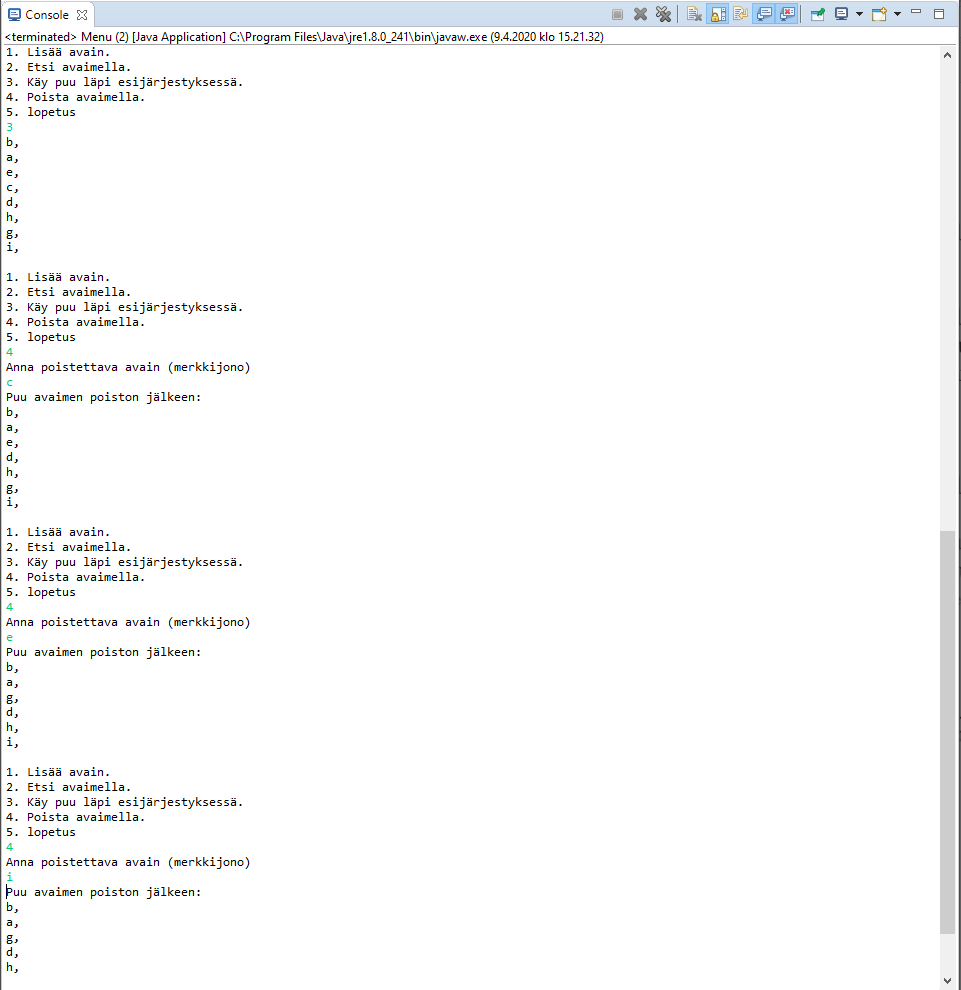 Console
<terminated> Menu (2) [Java Application] C:\Program Files\Java\jre1.8.0_241\bin\javaw.exe (9.4.2020 klo 15.21.32)
1. Lisää avain.
2. Etsi avaimella.
3. Käy puu läpi esijärjestyksessä.
4. Poista avaimella.
5. lopetus
3
b,
a,
e,
c,
d,
h,
g,
i,
1. Lisää avain.
2. Etsi avaimella.
3. Käy puu läpi esijärjestyksessä.
4. Poista avaimella.
5. lopetus
4
Anna poistettava avain (merkkijono)
c
Puu avaimen poiston jälkeen:
b,
a,
e,
d,
h,
g,
i,
1. Lisää avain.
2. Etsi avaimella.
3. Käy puu läpi esijärjestyksessä.
4. Poista avaimella.
5. lopetus
4
Anna poistettava avain (merkkijono)
e
Puu avaimen poiston jälkeen:
b,
a,
g,
d,
h,
i,
1. Lisää avain.
2. Etsi avaimella.
3. Käy puu läpi esijärjestyksessä.
4. Poista avaimella.
5. lopetus
4
Anna poistettava avain (merkkijono)
i
Puu avaimen poiston jälkeen:
b,
a,
g,
d,
h,